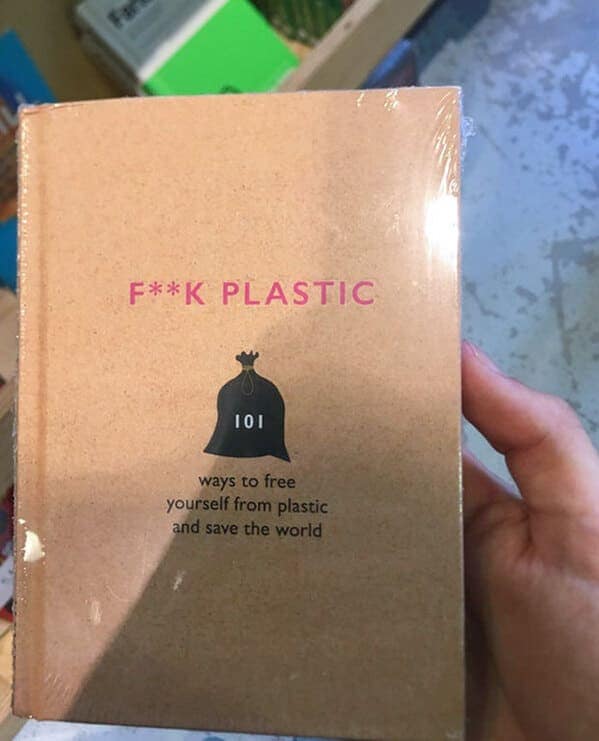 F**K PLASTIC
101
ways to free
yourself from plastic
and save the world